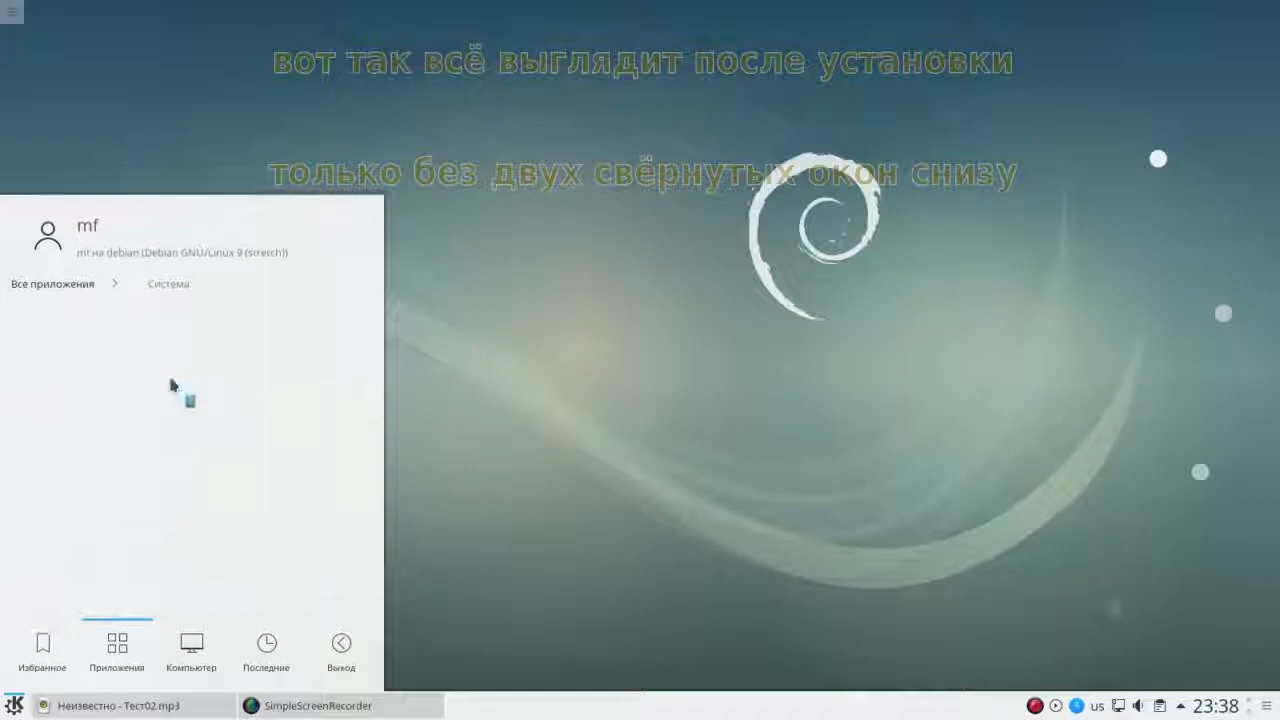 вот так всё выглядит после установки
только без двух свёрнутых окон снизу
mf
mf на debian (Debian GNU/Linux 9 (stretch))
Все приложения
Система
Избранное
Приложения
Компьютер
Последние
Выход
Неизвестно - Тест02.mp3
SimpleScreenRecorder
us
23:38